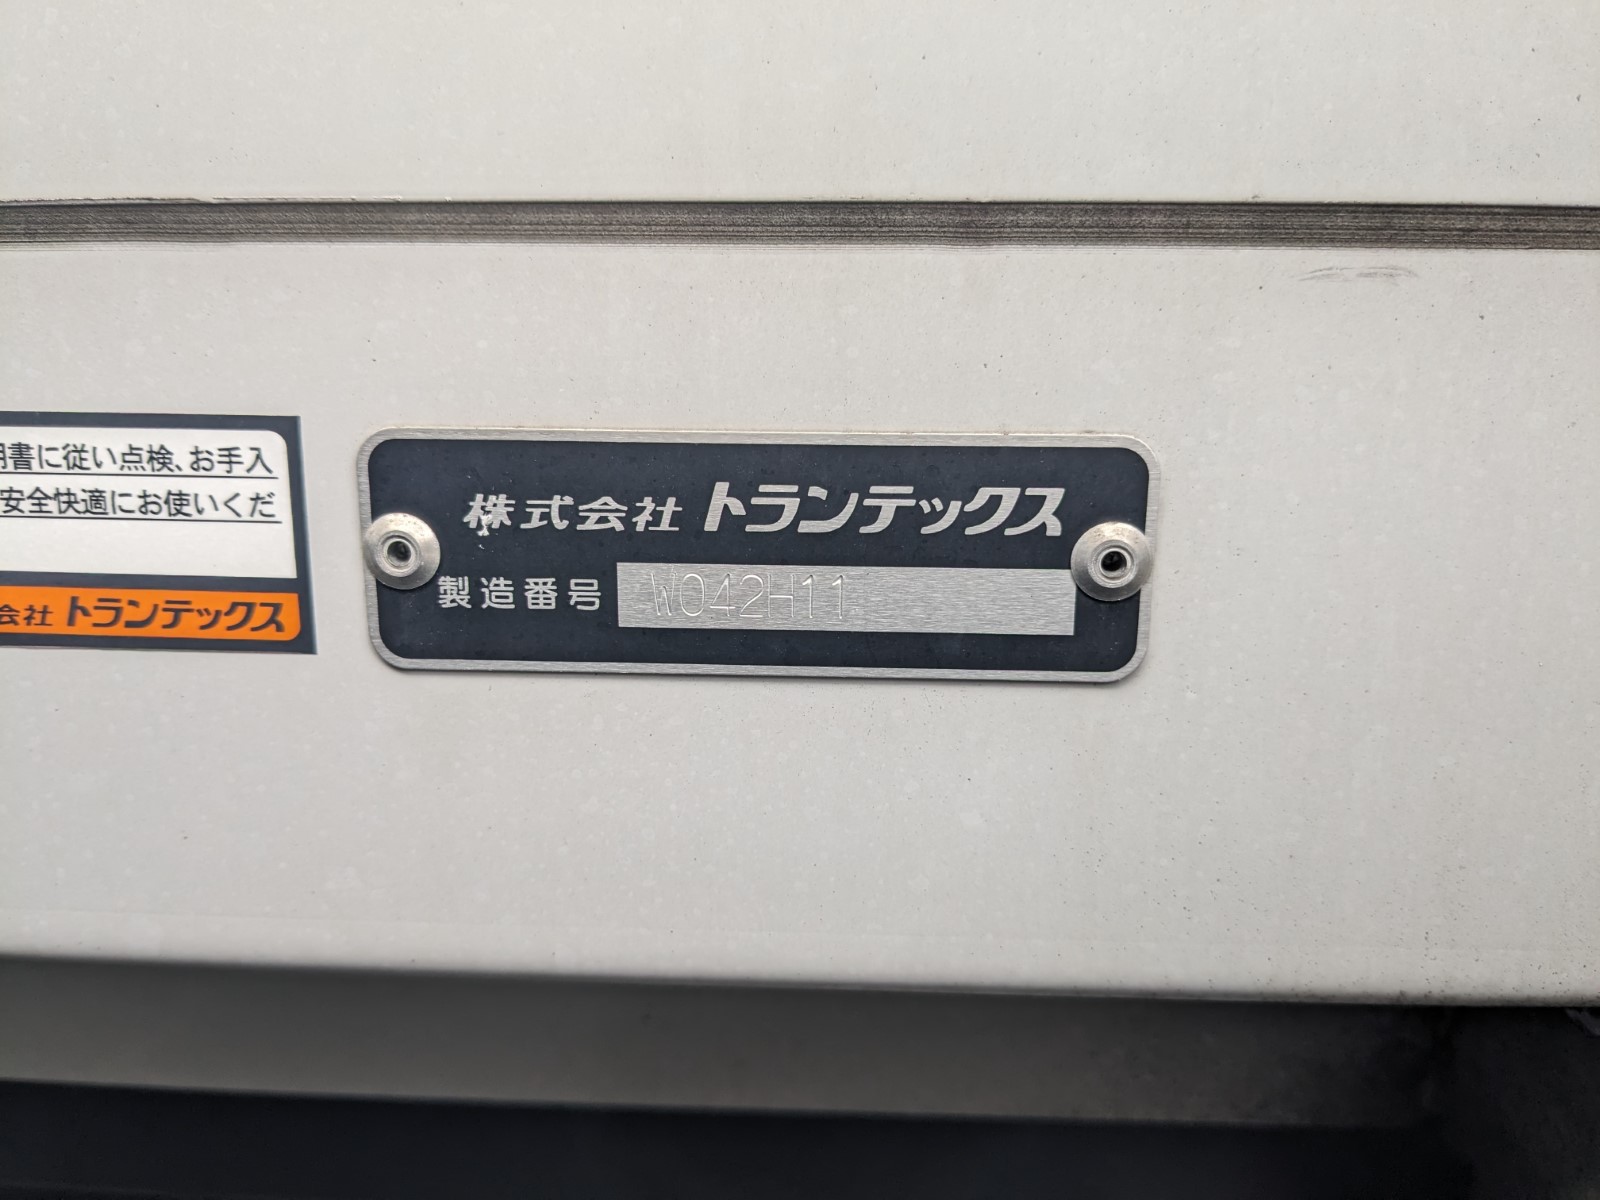 明書に従い点検、お手入
安全快適にお使いくだ
会社 トランテックス
株式会社 トランテックス
製造番号 W042H11